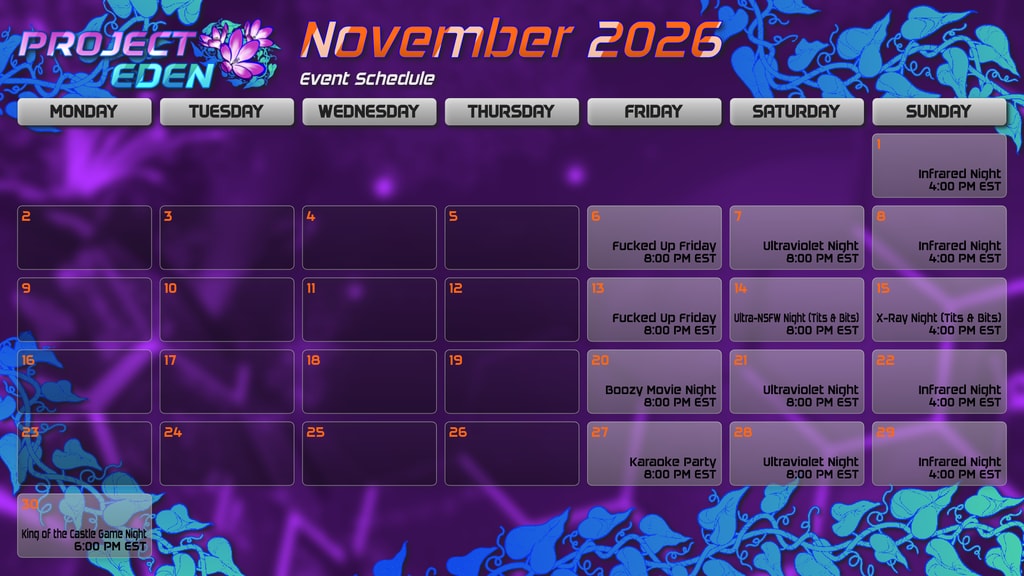 PROJECT
EDEN
November 2026
Event Schedule
MONDAY TUESDAY WEDNESDAY THURSDAY FRIDAY SATURDAY SUNDAY
1
Infrared Night
4:00 PM EST
2
3
4
5
6
Fucked Up Friday
8:00 PM EST
7
Ultraviolet Night
8:00 PM EST
8
Infrared Night
4:00 PM EST
9
10
11
12
13
Fucked Up Friday
8:00 PM EST
14
Ultra-NSFW Night (Tits & Bits)
8:00 PM EST
15
X-Ray Night (Tits & Bits)
4:00 PM EST
16
17
18
19
20
Boozy Movie Night
8:00 PM EST
21
Ultraviolet Night
8:00 PM EST
22
Infrared Night
4:00 PM EST
23
24
25
26
27
Karaoke Party
8:00 PM EST
28
Ultraviolet Night
8:00 PM EST
29
Infrared Night
4:00 PM EST
30
King of the Castle Game Night
6:00 PM EST